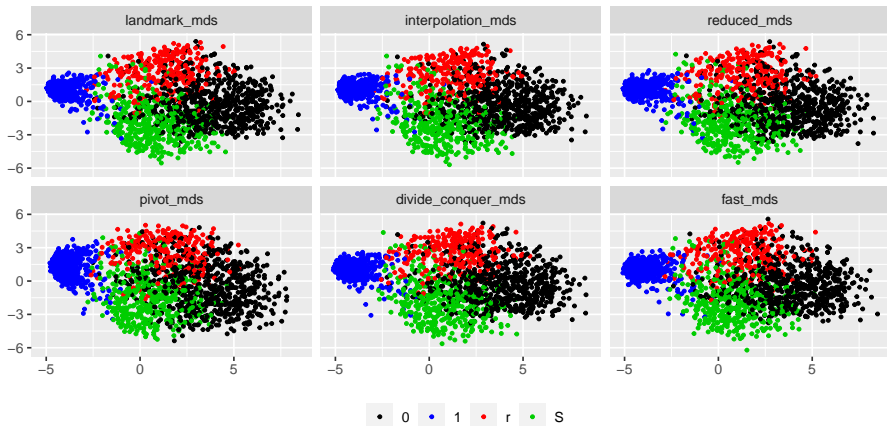 landmark_mds interpolation_mds reduced_mds
6
3
0
−3
−6
pivot_mds divide_conquer_mds fast_mds
6
3
0
−3
−6
−5 0 5 −5 0 5 −5 0 5
0 1 r S